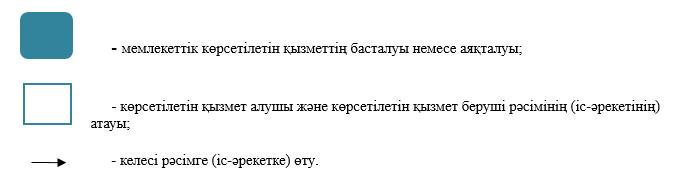 - мемлекеттік көрсетілетін қызметтің басталуы немесе аяқталуы;
- көрсетілетін қызмет алушы және көрсетілетін қызмет беруші рәсімінің (іс-әрекетінің)
атауы;
- келесі рәсімге (іс-әрекетке) өту.